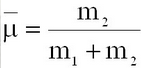 μ̅ = m₂ / (m₁ + m₂)